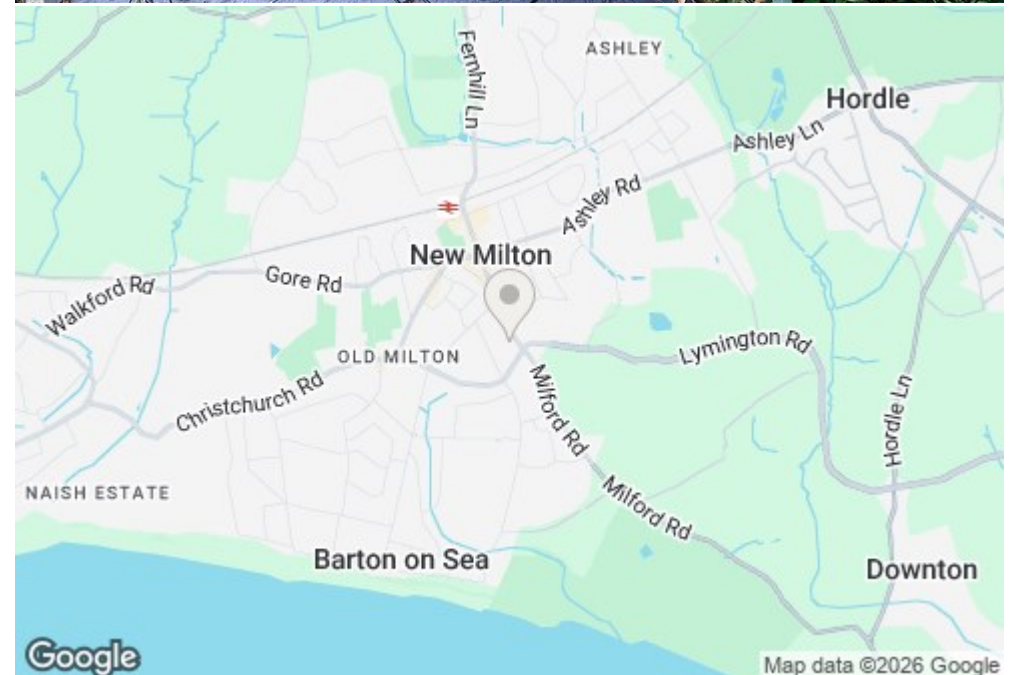 ASHLEY
Fernhill Ln
Hordle
Ashley Ln
Ashley Rd
New Milton
Gore Rd
Walkford Rd
OLD MILTON
Lymington Rd
Christchurch Rd
Milford Rd
Hordle Ln
NAISH ESTATE
Milford Rd
Barton on Sea
Downton
Google
Map data ©2026 Google